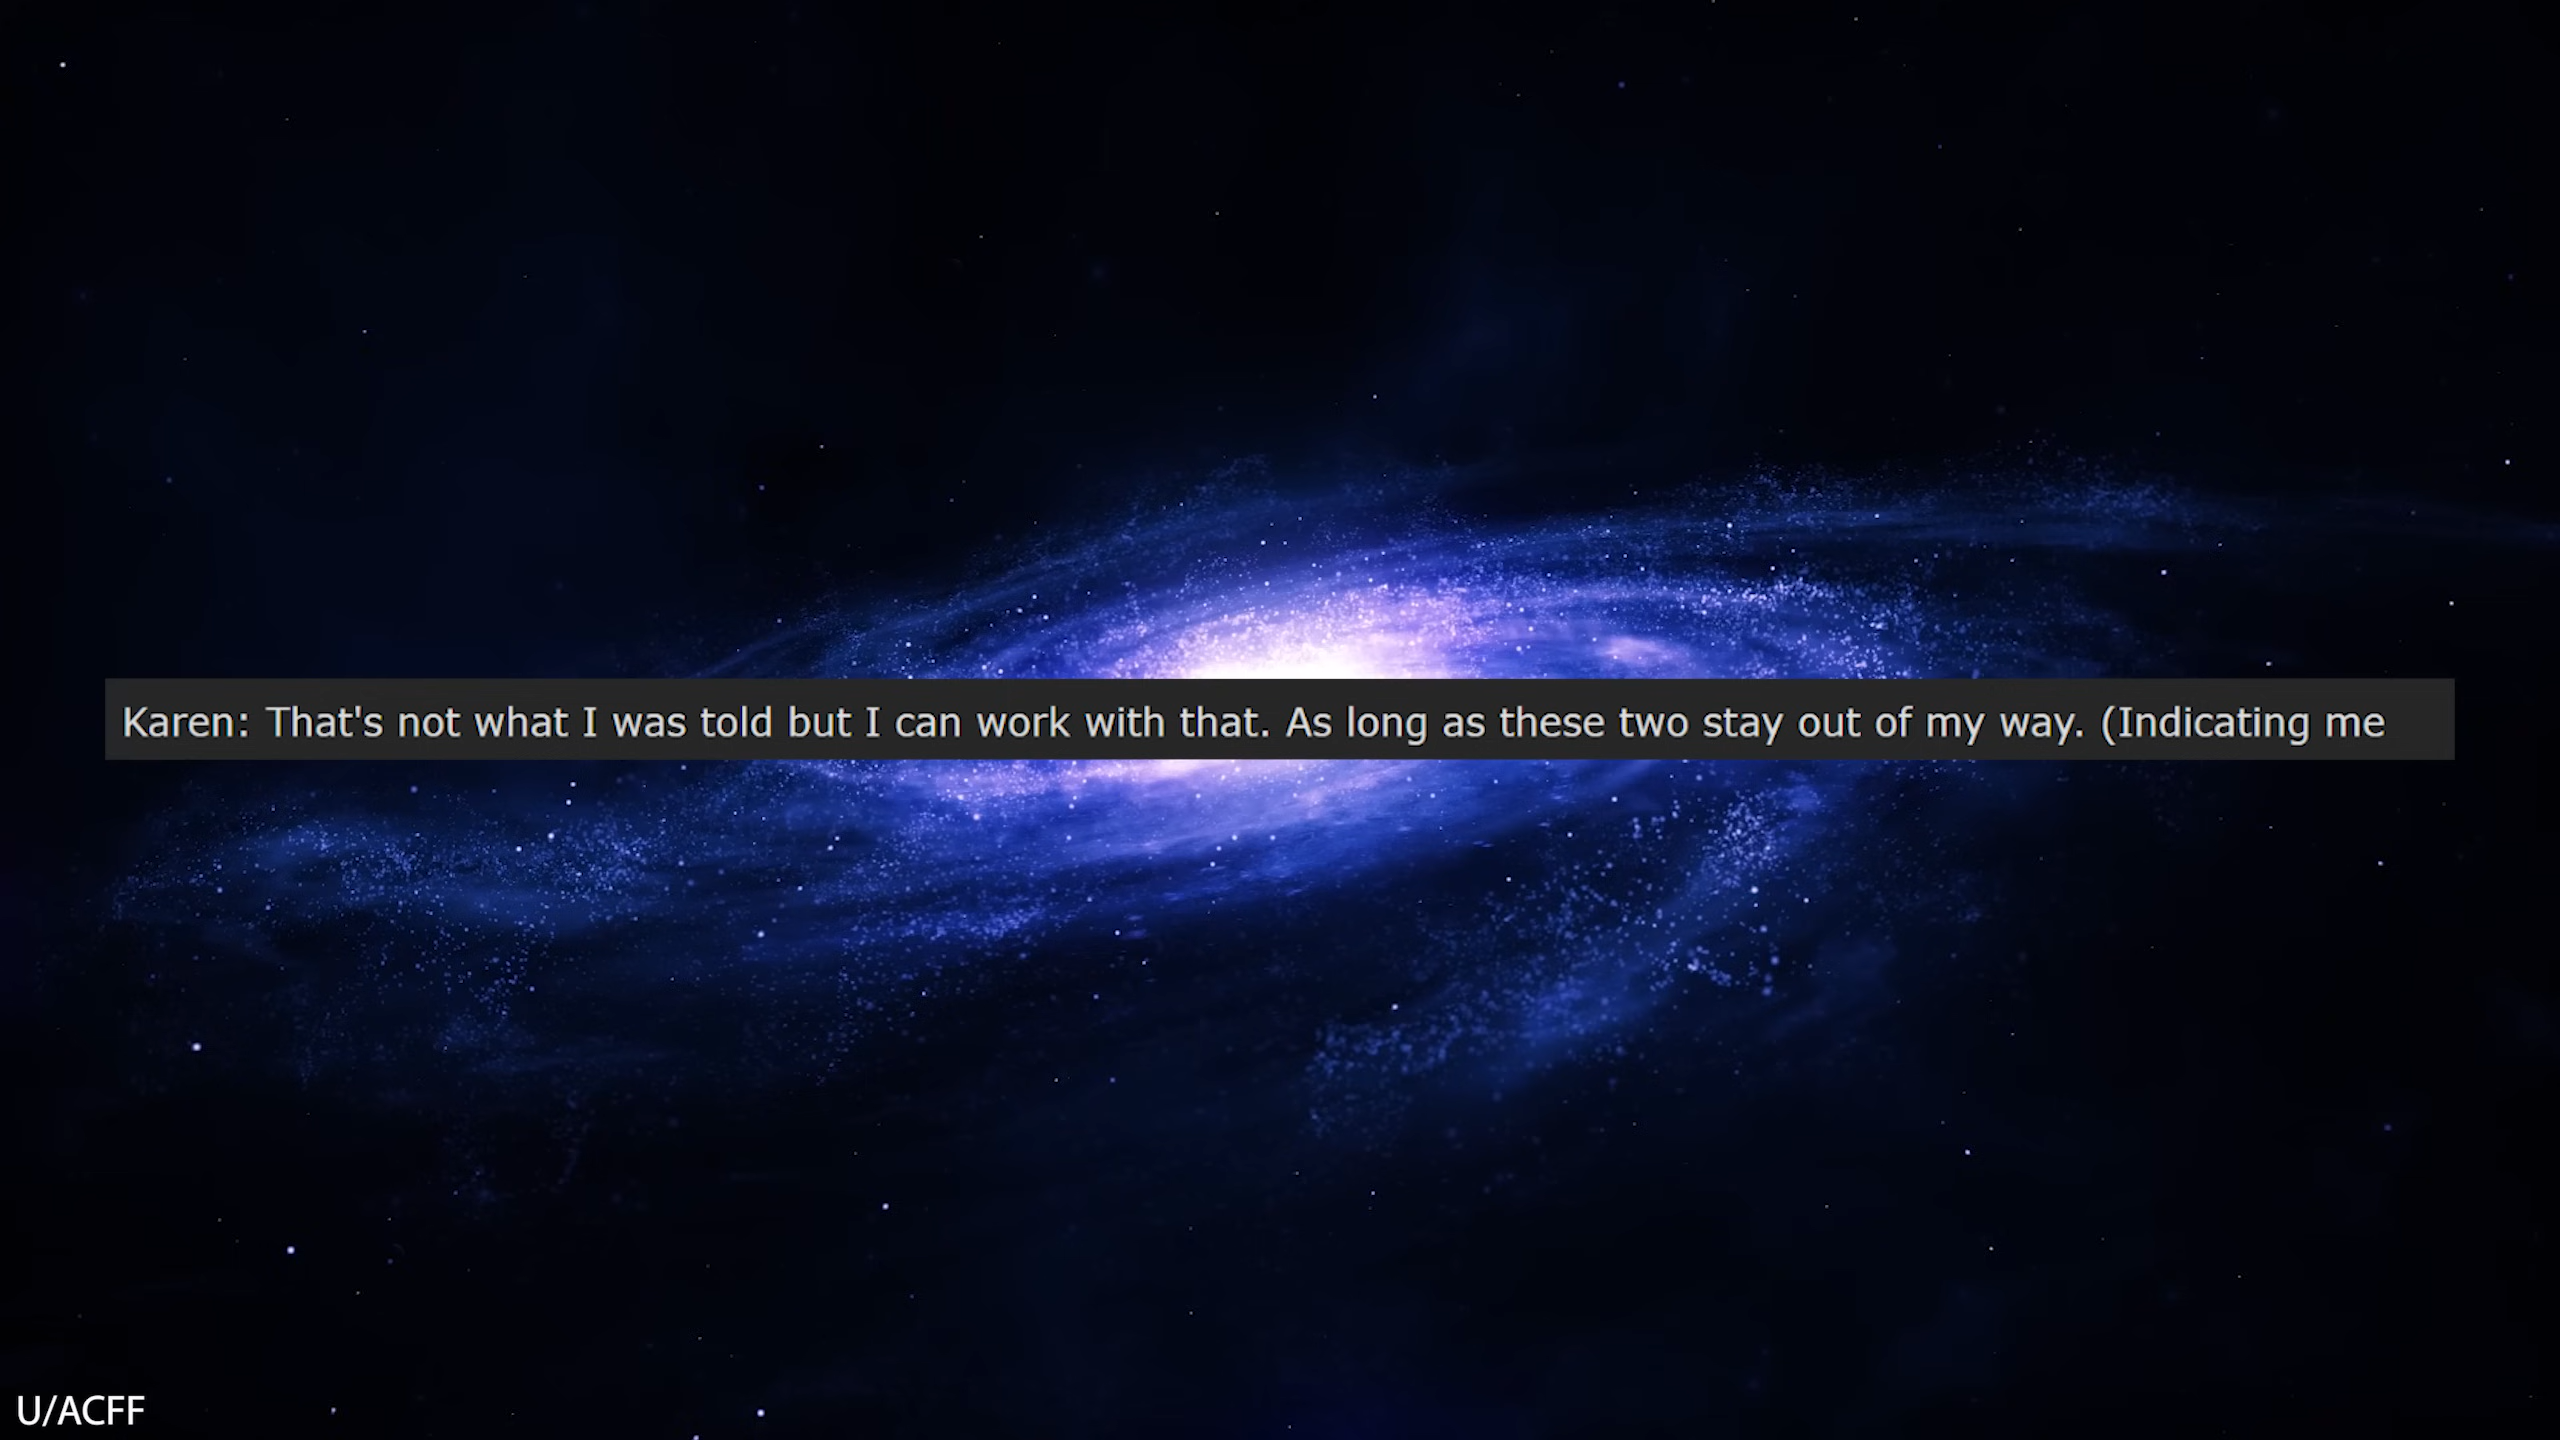 Karen: That's not what I was told but I can work with that. As long as these two stay out of my way. (Indicating me
U/ACFF